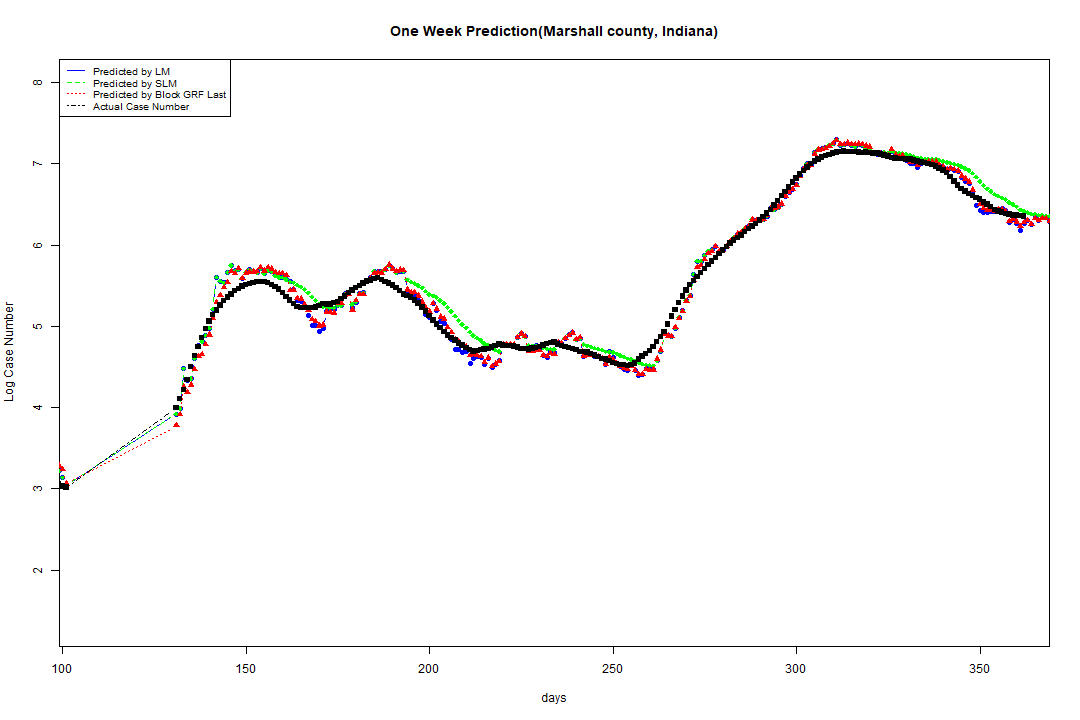 One Week Prediction(Marshall county, Indiana)
Predicted by LM
Predicted by SLM
Predicted by Block GRF Last
Actual Case Number
8
7
6
5
4
3
2
Log Case Number
100 150 200 250 300 350
days